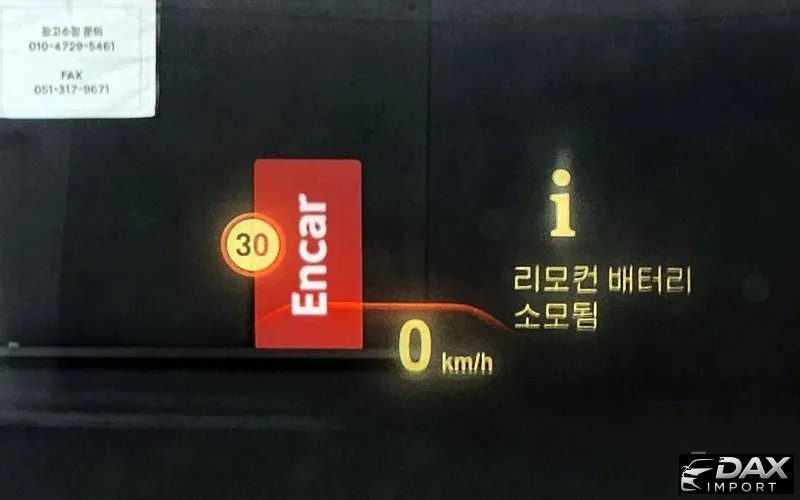 광고수정 문의
010-4729-5461
FAX
051-317-9671
Encar
30
i
리모컨 배터리
소모됨
0 km/h
DAX
IMPORT